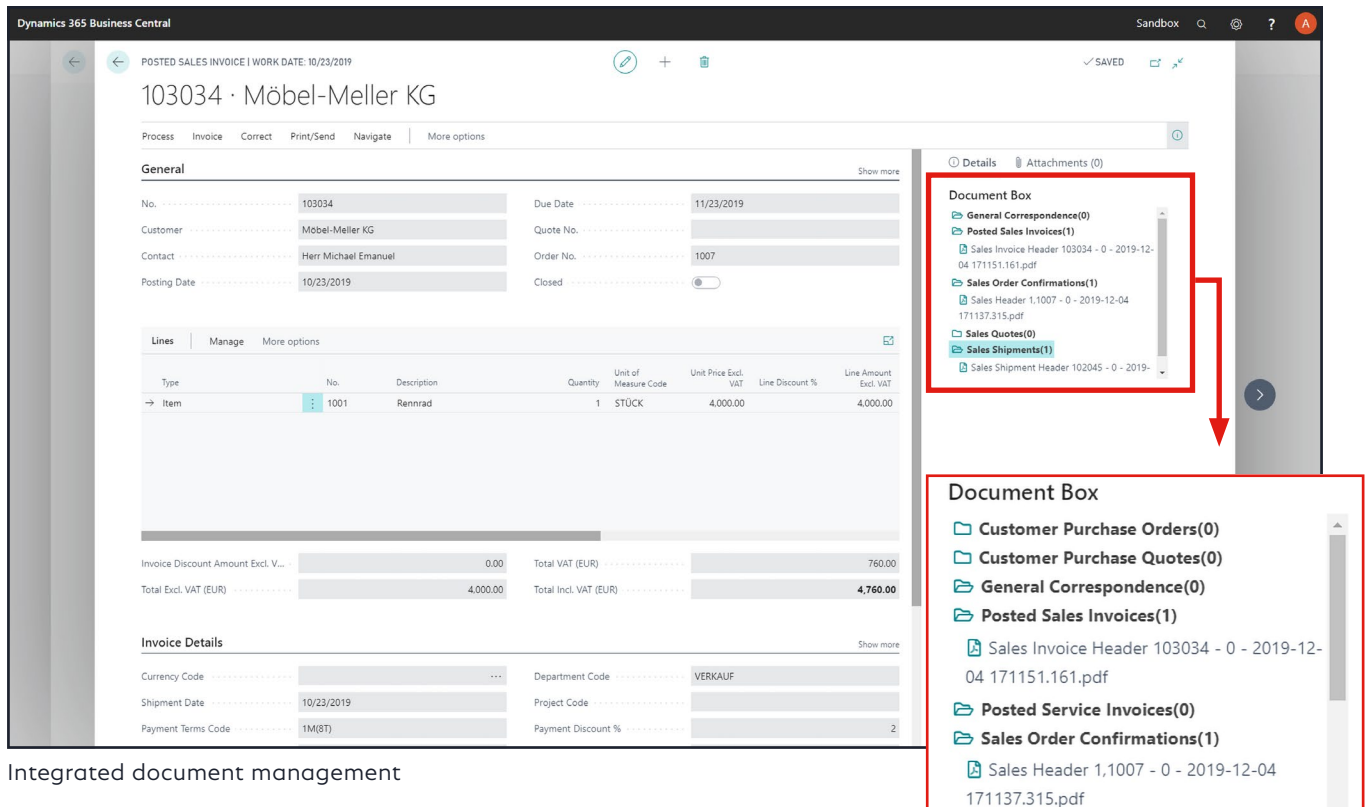 Dynamics 365 Business Central
Sandbox ? A
POSTED SALES INVOICE | WORK DATE: 10/23/2019
✓ SAVED
103034 · Möbel-Meller KG
Process Invoice Correct Print/Send Navigate | More options
General
Show more
No. 103034
Due Date 11/23/2019
Customer Möbel-Meller KG
Quote No.
Contact Herr Michael Emanuel
Order No. 1007
Posting Date 10/23/2019
Closed
Lines | Manage More options
Type No. Description Quantity Unit of Measure Code Unit Price Excl. VAT Line Discount % Line Amount Excl. VAT
→ Item 1001 Rennrad 1 STÜCK 4,000.00 4,000.00
Invoice Discount Amount Excl. V... 0.00
Total VAT (EUR) 760.00
Total Excl. VAT (EUR) 4,000.00
Total Incl. VAT (EUR) 4,760.00
Invoice Details
Show more
Currency Code ...
Department Code VERKAUF
Shipment Date 10/23/2019
Project Code
Payment Terms Code 1M(8T)
Payment Discount % 2
Details Attachments (0)
Document Box
General Correspondence(0)
Posted Sales Invoices(1)
Sales Invoice Header 103034 - 0 - 2019-12-
04 171151.161.pdf
Sales Order Confirmations(1)
Sales Header 1.1007 - 0 - 2019-12-04
171137.315.pdf
Sales Quotes(0)
Sales Shipments(1)
Sales Shipment Header 102045 - 0 - 2019-
Document Box
Customer Purchase Orders(0)
Customer Purchase Quotes(0)
General Correspondence(0)
Posted Sales Invoices(1)
Sales Invoice Header 103034 - 0 - 2019-12-
04 171151.161.pdf
Posted Service Invoices(0)
Sales Order Confirmations(1)
Sales Header 1,1007 - 0 - 2019-12-04
171137.315.pdf
Integrated document management